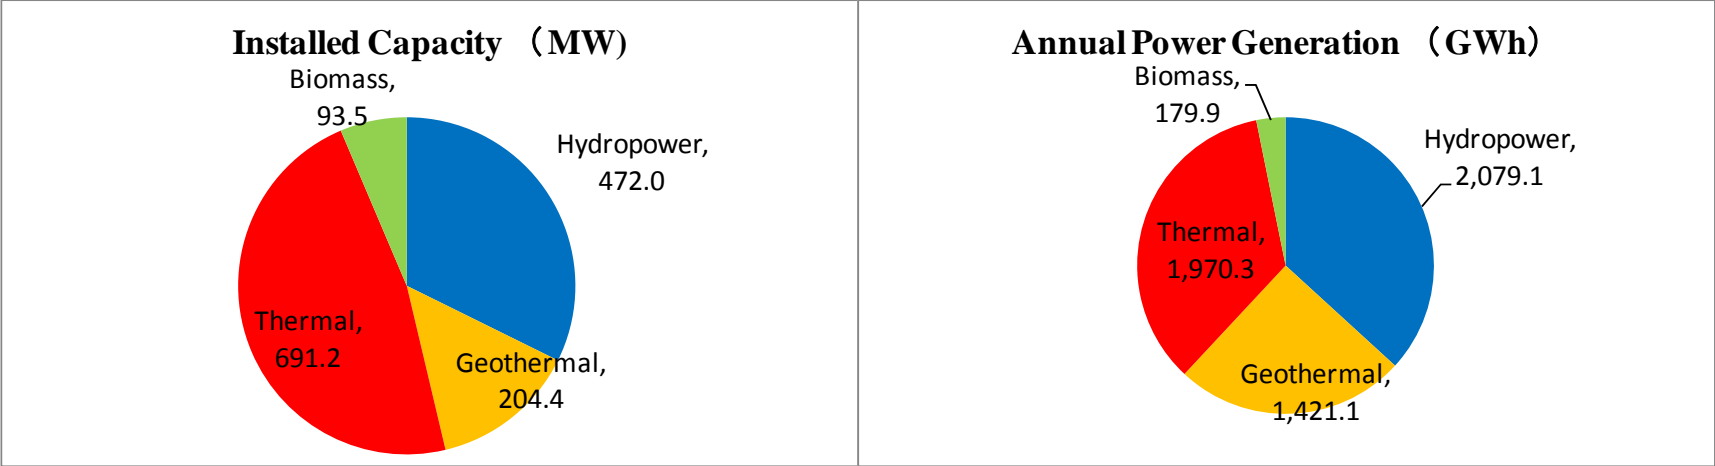 Installed Capacity （MW)
Biomass,
93.5
Hydropower,
472.0
Thermal,
691.2
Geothermal,
204.4
Annual Power Generation （GWh）
Biomass,
179.9
Hydropower,
2,079.1
Thermal,
1,970.3
Geothermal,
1,421.1